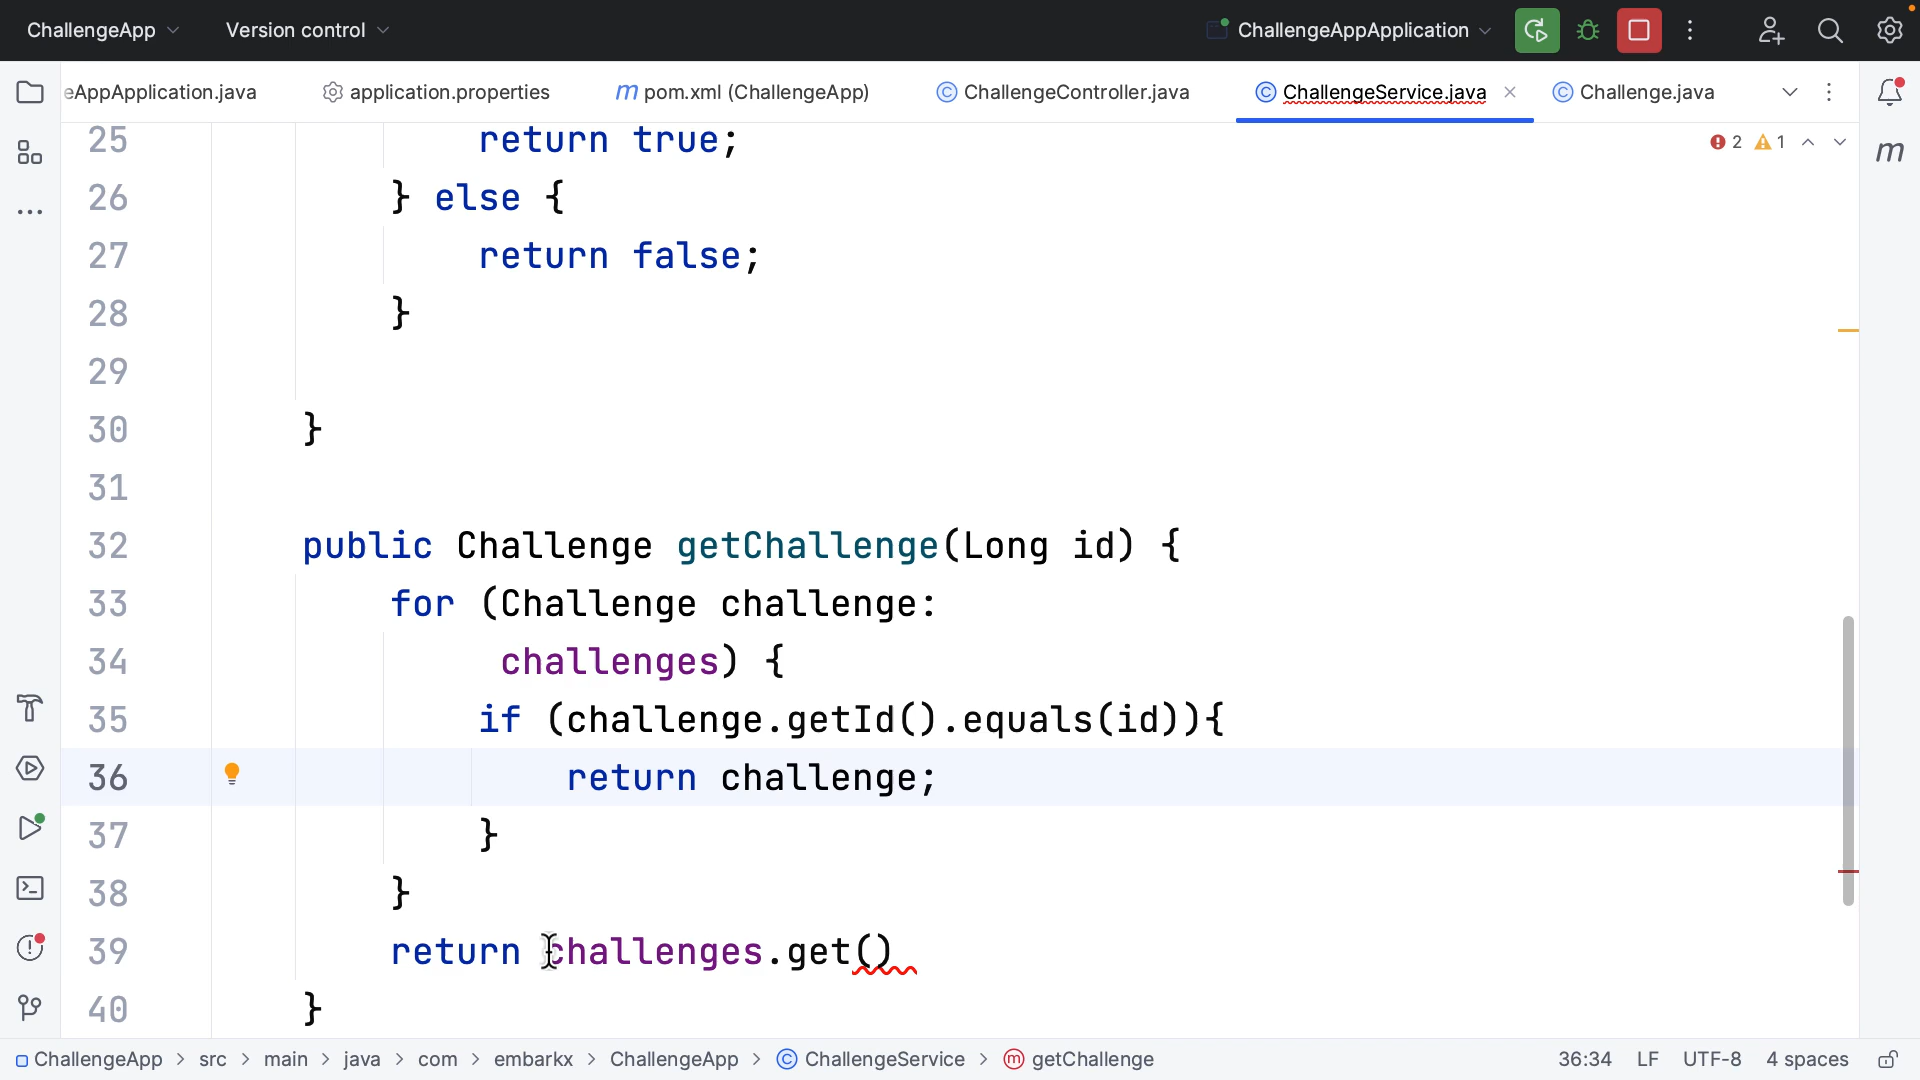 ChallengeApp Version control ChallengeAppApplication
eAppApplication.java application.properties m pom.xml (ChallengeApp) © ChallengeController.java © ChallengeService.java × © Challenge.java
2 1
m
25 return true;
26 } else {
27 return false;
28 }
29
30 }
31
32 public Challenge getChallenge(Long id) {
33 for (Challenge challenge:
34 challenges) {
35 if (challenge.getId().equals(id)){
36 return challenge;
37 }
38 }
39 return challenges.get()
40 }
ChallengeApp > src > main > java > com > embarkx > ChallengeApp > © ChallengeService > m getChallenge 36:34 LF UTF-8 4 spaces